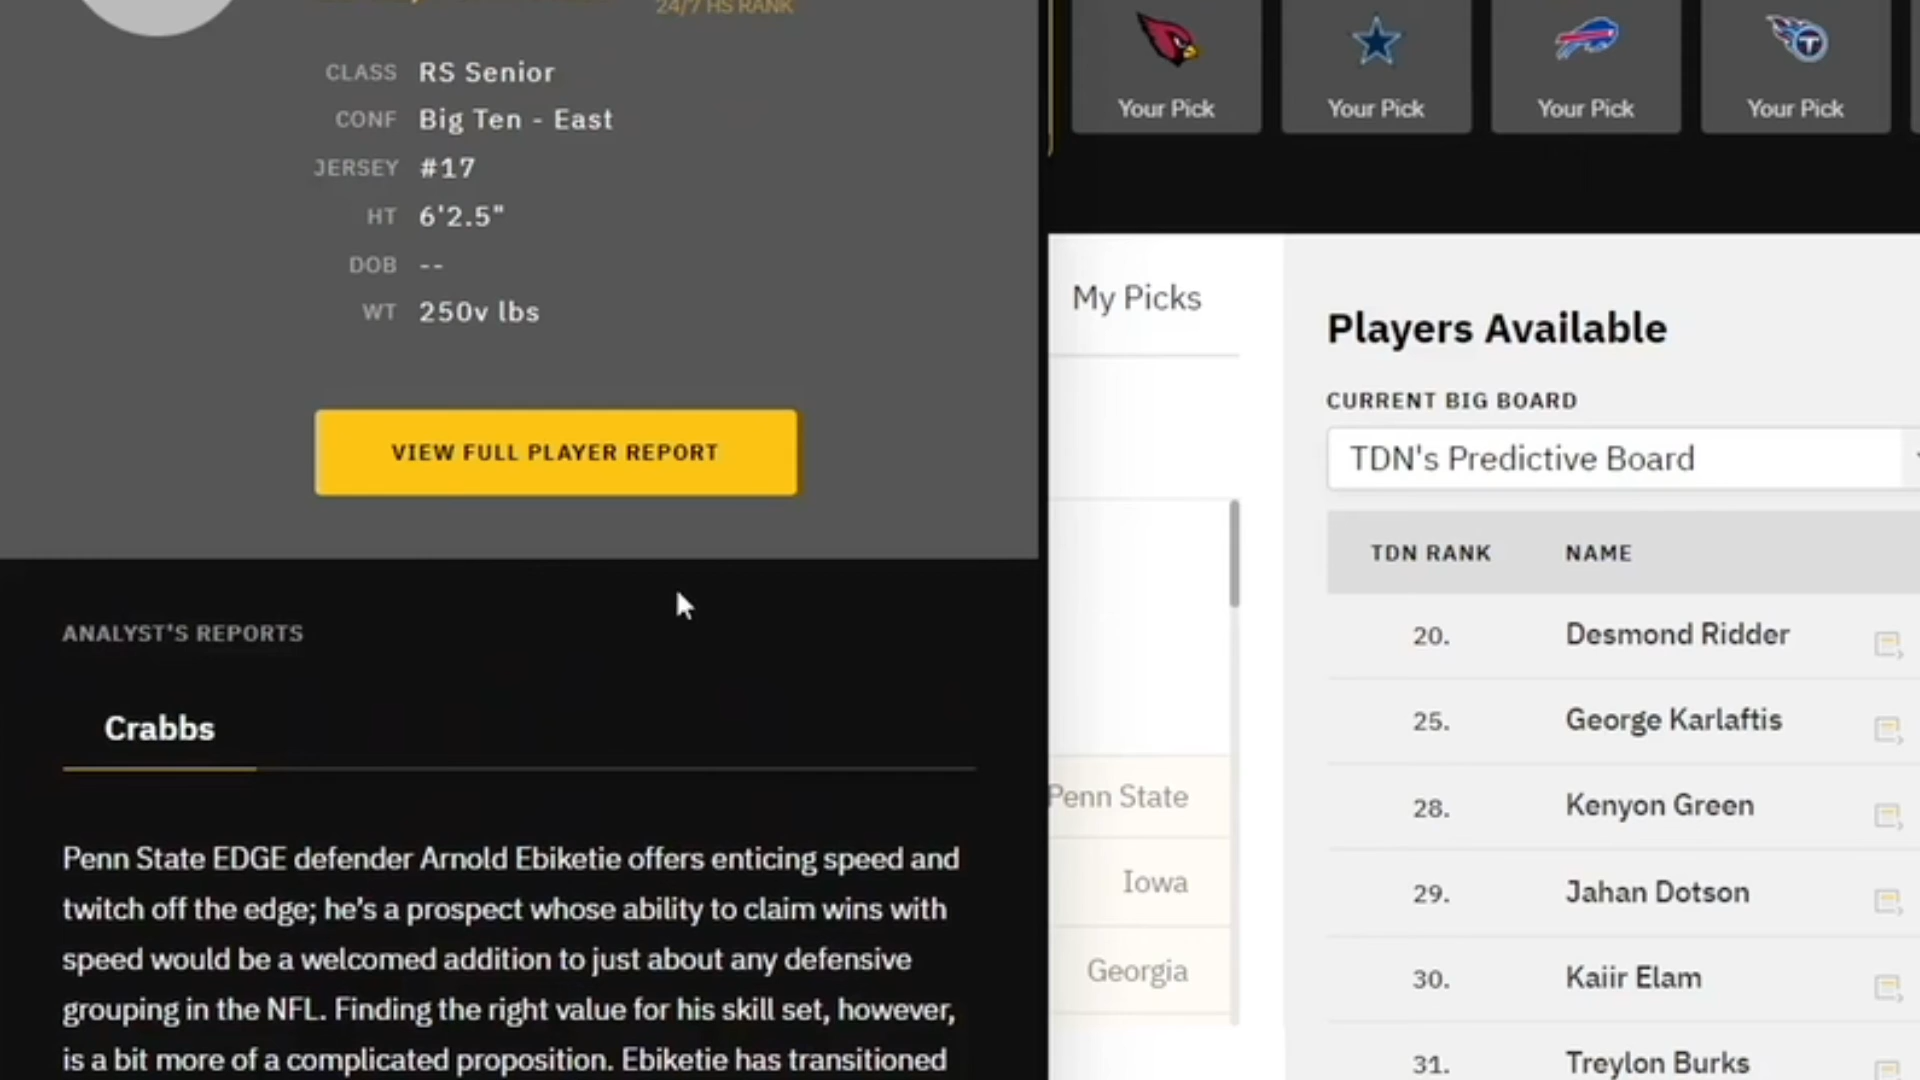 24/7 HS RANK
CLASS RS Senior
CONF Big Ten - East
JERSEY #17
HT 6'2.5"
DOB --
WT 250v lbs
VIEW FULL PLAYER REPORT
ANALYST'S REPORTS
Crabbs
Penn State EDGE defender Arnold Ebiketie offers enticing speed and
twitch off the edge; he's a prospect whose ability to claim wins with
speed would be a welcomed addition to just about any defensive
grouping in the NFL. Finding the right value for his skill set, however,
is a bit more of a complicated proposition. Ebiketie has transitioned
Your Pick Your Pick Your Pick Your Pick
My Picks
Penn State
Iowa
Georgia
Players Available
CURRENT BIG BOARD
TDN's Predictive Board
TDN RANK NAME
20. Desmond Ridder
25. George Karlaftis
28. Kenyon Green
29. Jahan Dotson
30. Kaiir Elam
31. Treylon Burks